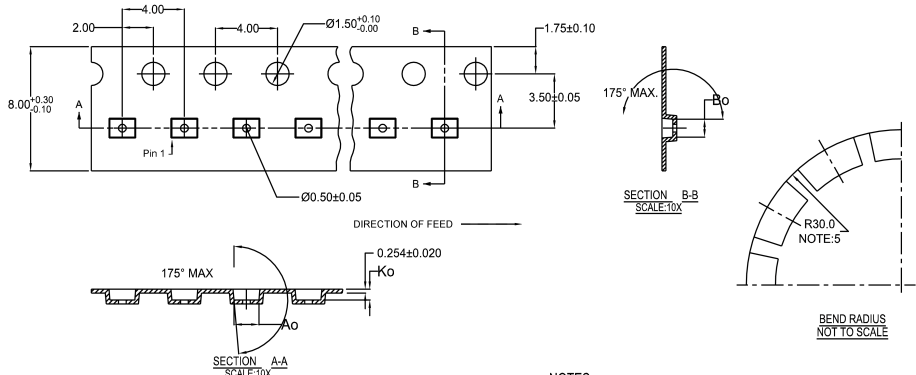 4.00
2.00
4.00
Ø1.50 +0.10 -0.00
B
1.75±0.10
8.00 +0.30 -0.10
A
A
3.50±0.05
175° MAX.
Bo
Pin 1
B
Ø0.50±0.05
SECTION B-B
SCALE:10X
DIRECTION OF FEED
R30.0
NOTE:5
0.254±0.020
175° MAX
Ko
Ao
BEND RADIUS
NOT TO SCALE
SECTION A-A
SCALE:10X
NOTES